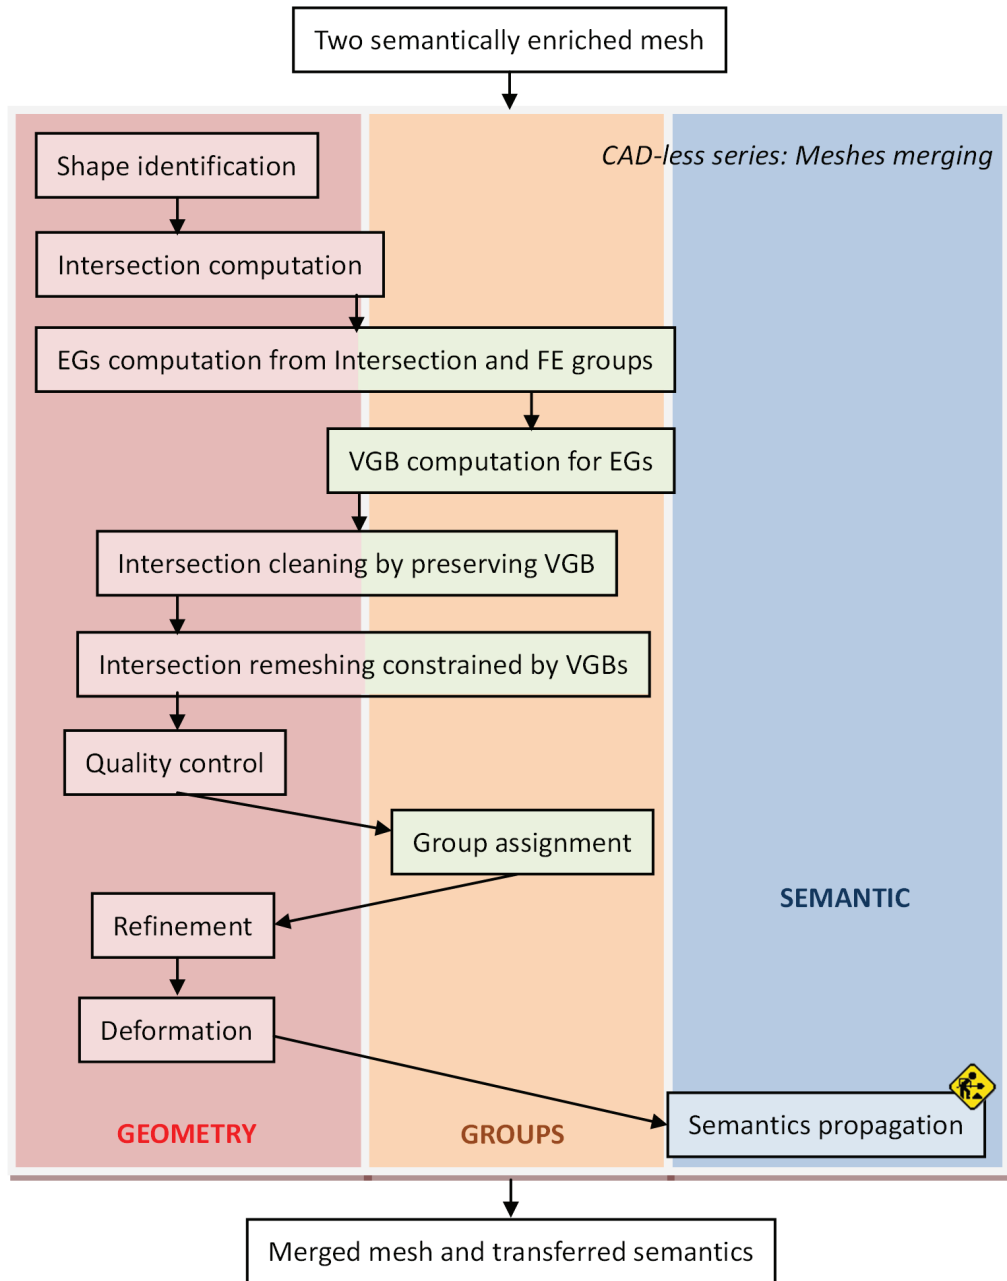 Two semantically enriched mesh
CAD-less series: Meshes merging
Shape identification
Intersection computation
EGs computation from Intersection and FE groups
VGB computation for EGs
Intersection cleaning by preserving VGB
Intersection remeshing constrained by VGBs
Quality control
Group assignment
SEMANTIC
Refinement
Deformation
Semantics propagation
GEOMETRY
GROUPS
Merged mesh and transferred semantics